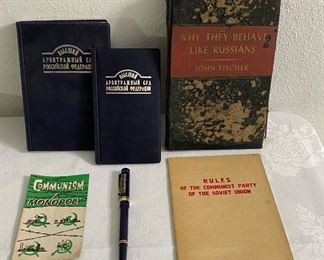 ВЫСШИЙ
АРБИТРАЖНЫЙ СУД
РОССИЙСКОЙ ФЕДЕРАЦИИ
ВЫСШИЙ
АРБИТРАЖНЫЙ СУД
РОССИЙСКОЙ ФЕДЕРАЦИИ
WHY THEY BEHAVE
LIKE RUSSIANS
JOHN FISCHER
COMMUNISM
A
MONOPOLY
RULES
OF THE COMMUNIST PARTY
OF THE SOVIET UNION